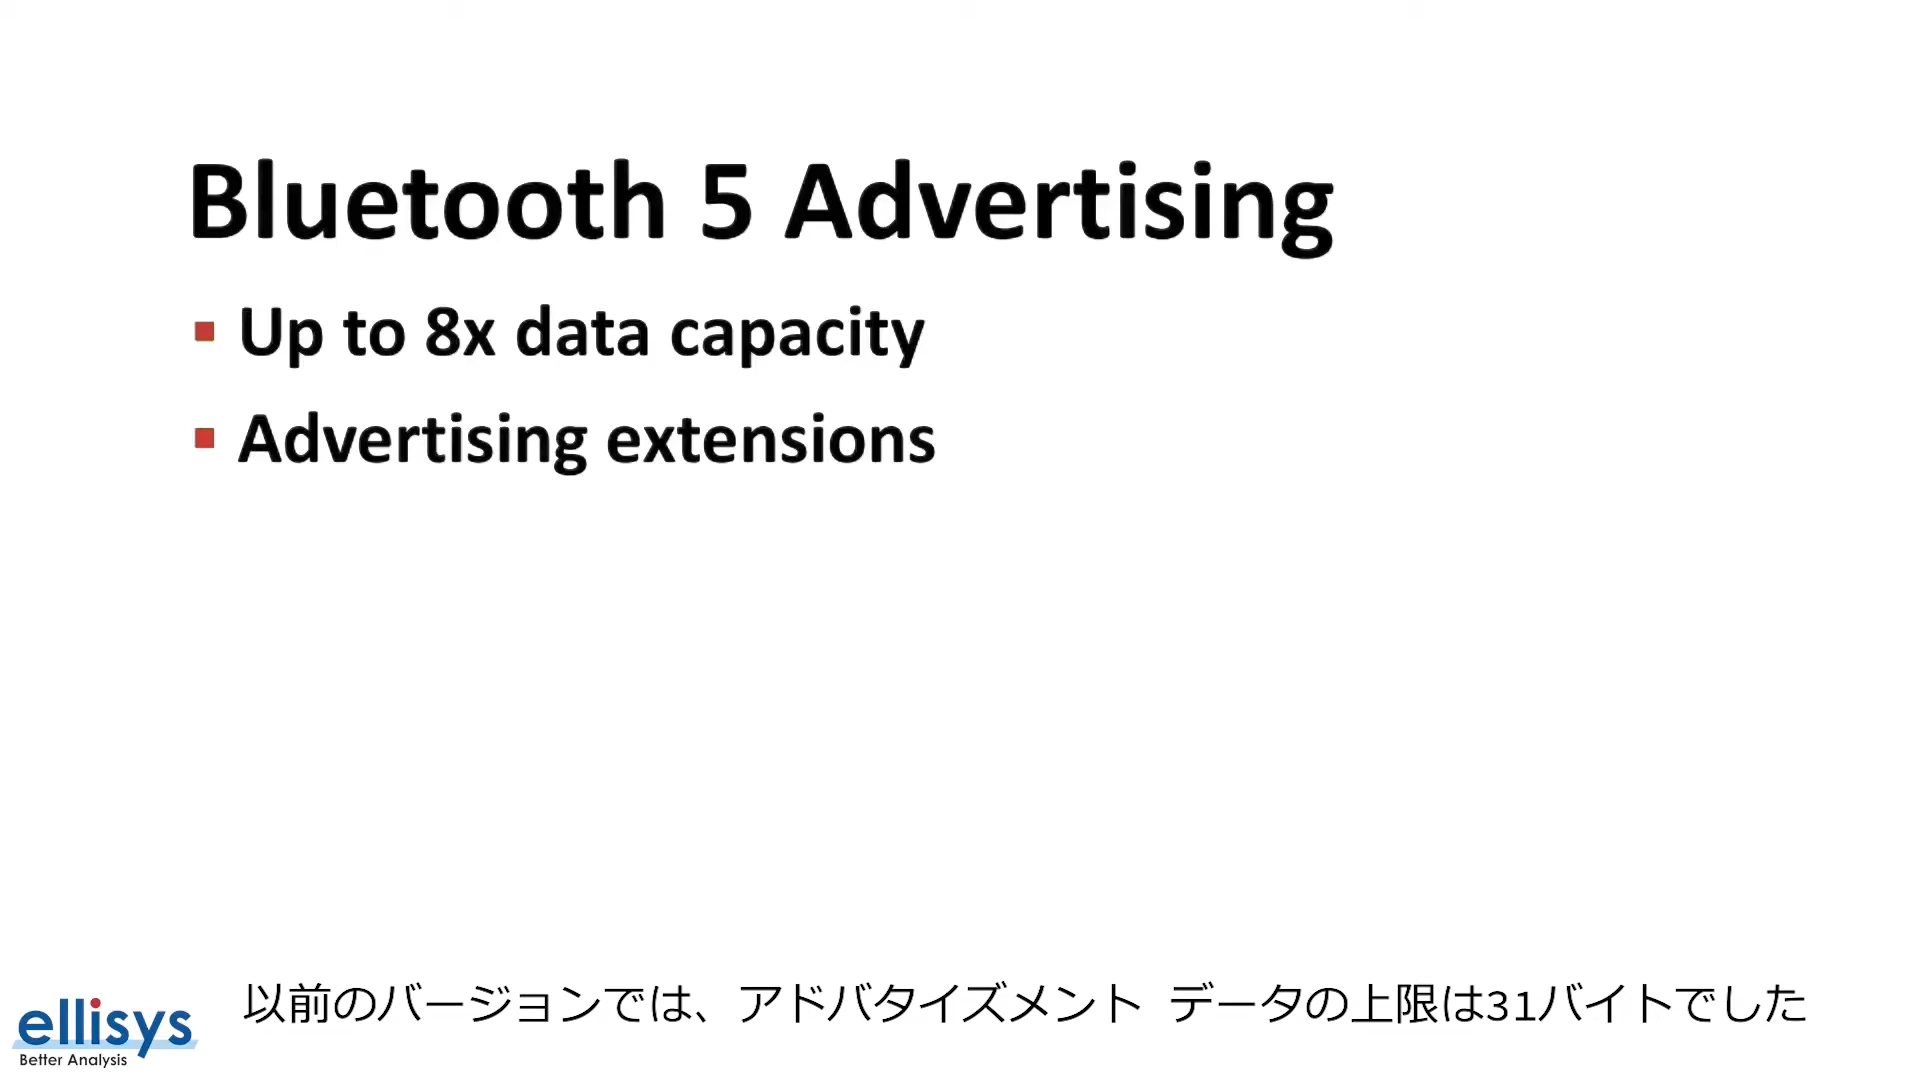 Bluetooth 5 Advertising
▪ Up to 8x data capacity
▪ Advertising extensions
以前のバージョンでは、アドバタイズメント データの上限は31バイトでした
ellisys
Better Analysis